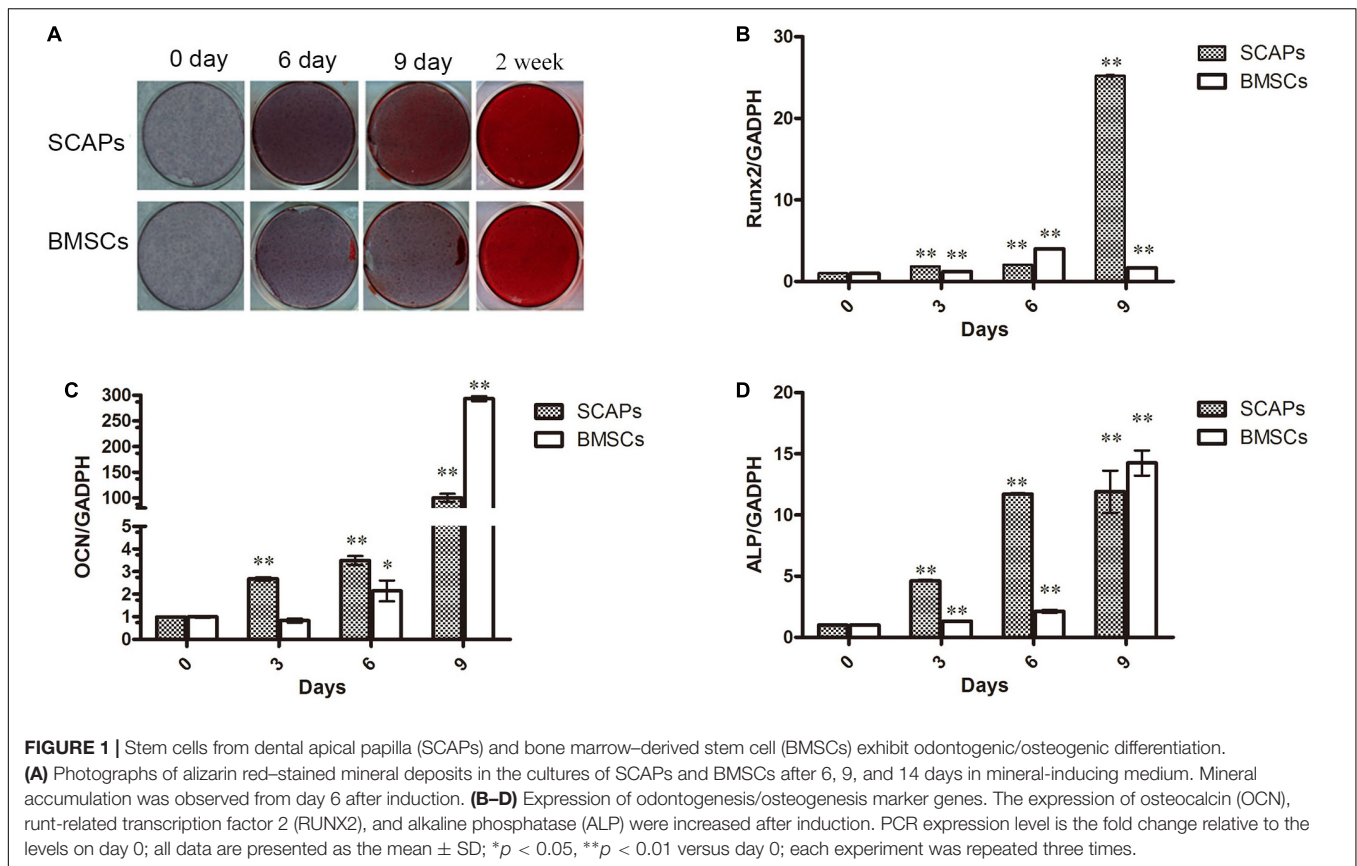 A
0 day 6 day 9 day 2 week
SCAPs
BMSCs
B
Runx2/GADPH
30
20
10
0
0 3 6 9
Days
** ** ** ** ** **
SCAPs
BMSCs
C
OCN/GADPH
300
250
200
150
100
5
4
3
2
1
0
0 3 6 9
Days
** ** * ** **
SCAPs
BMSCs
D
ALP/GADPH
20
15
10
5
0
0 3 6 9
Days
** ** ** ** ** **
SCAPs
BMSCs
FIGURE 1 | Stem cells from dental apical papilla (SCAPs) and bone marrow–derived stem cell (BMSCs) exhibit odontogenic/osteogenic differentiation.
(A) Photographs of alizarin red–stained mineral deposits in the cultures of SCAPs and BMSCs after 6, 9, and 14 days in mineral-inducing medium. Mineral
accumulation was observed from day 6 after induction. (B–D) Expression of odontogenesis/osteogenesis marker genes. The expression of osteocalcin (OCN),
runt-related transcription factor 2 (RUNX2), and alkaline phosphatase (ALP) were increased after induction. PCR expression level is the fold change relative to the
levels on day 0; all data are presented as the mean ± SD; *p < 0.05, **p < 0.01 versus day 0; each experiment was repeated three times.